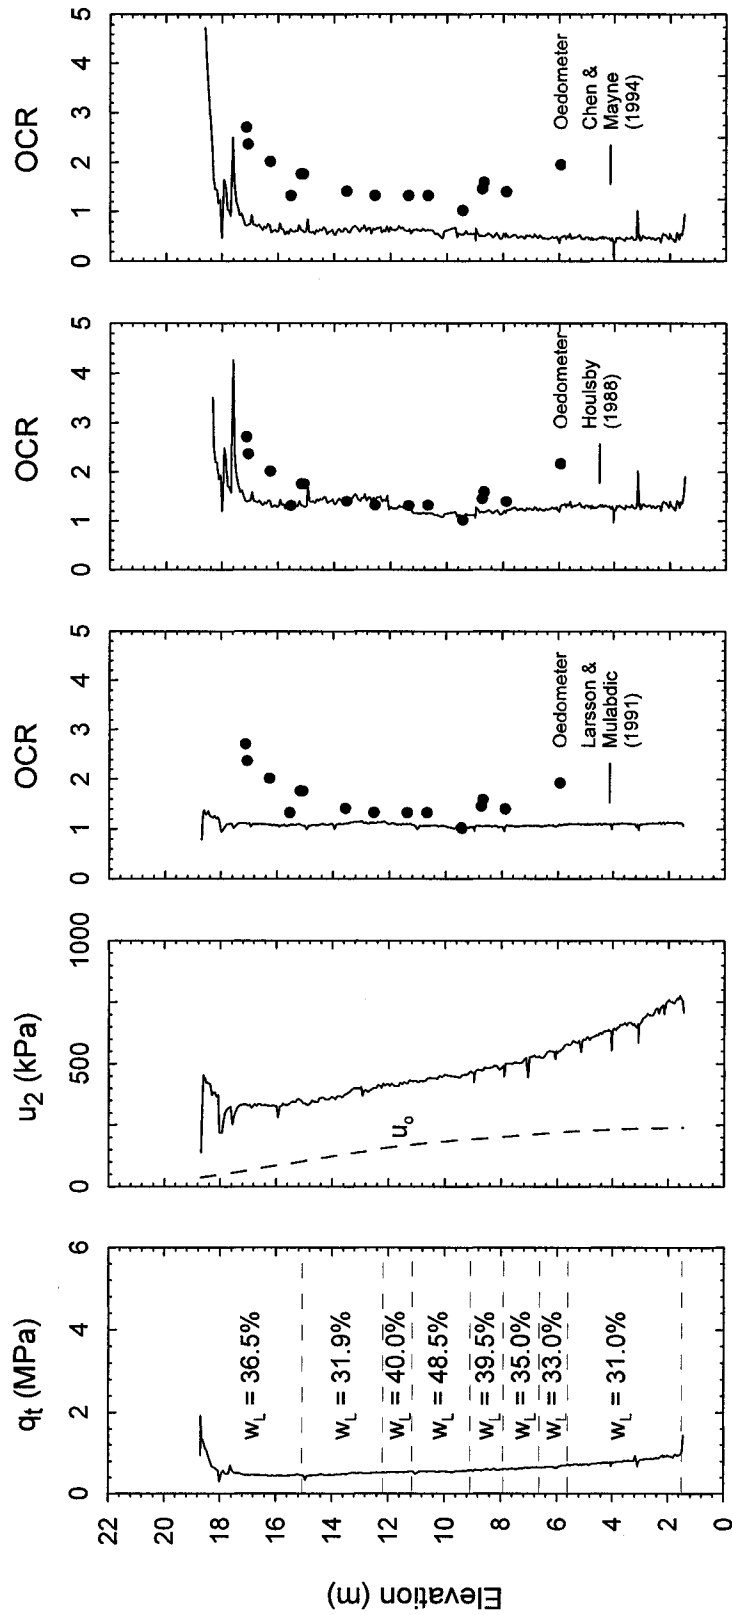 Elevation (m)
22
20
18
16
14
12
10
8
6
4
2
0
qt (MPa)
0
2
4
6
wL = 36.5%
wL = 31.9%
wL = 40.0%
wL = 48.5%
wL = 39.5%
wL = 35.0%
wL = 33.0%
wL = 31.0%
u2 (kPa)
0
500
1000
uo
OCR
0
1
2
3
4
5
Oedometer
Larsson &
Mulabdic
(1991)
OCR
0
1
2
3
4
5
Oedometer
Houlsby
(1988)
OCR
0
1
2
3
4
5
Oedometer
Chen &
Mayne
(1994)